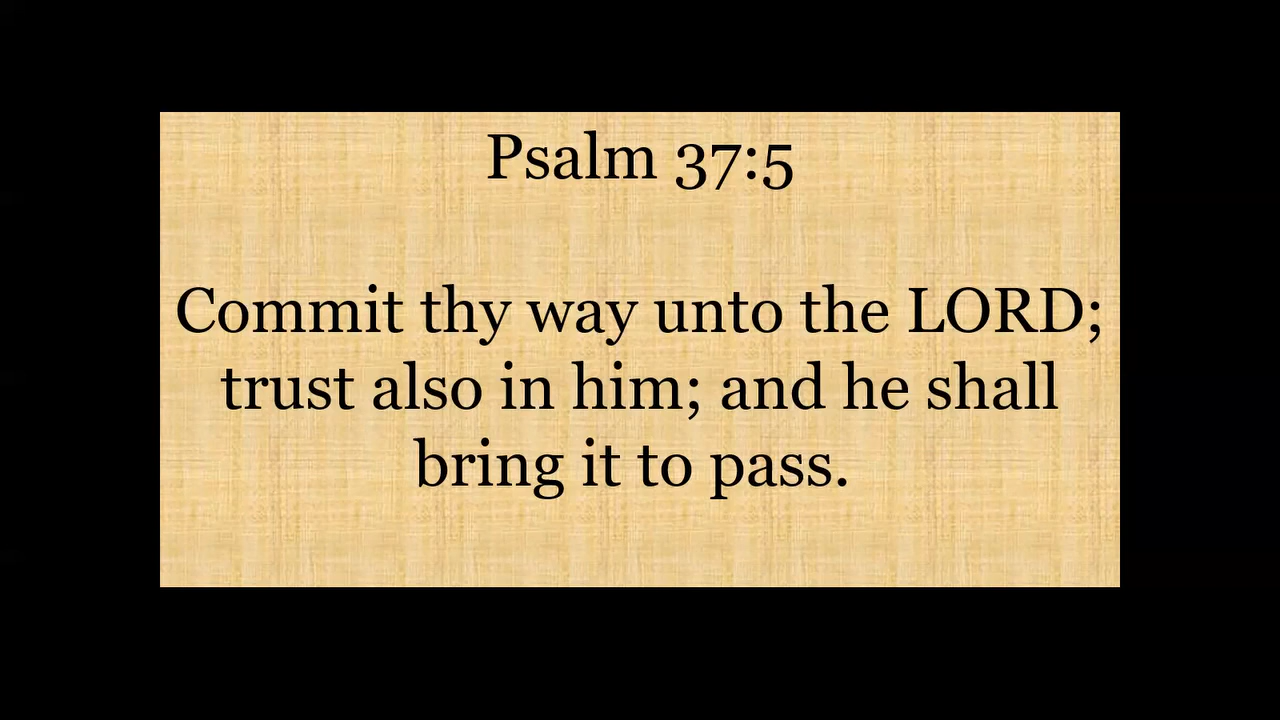 Psalm 37:5
Commit thy way unto the LORD;
trust also in him; and he shall
bring it to pass.